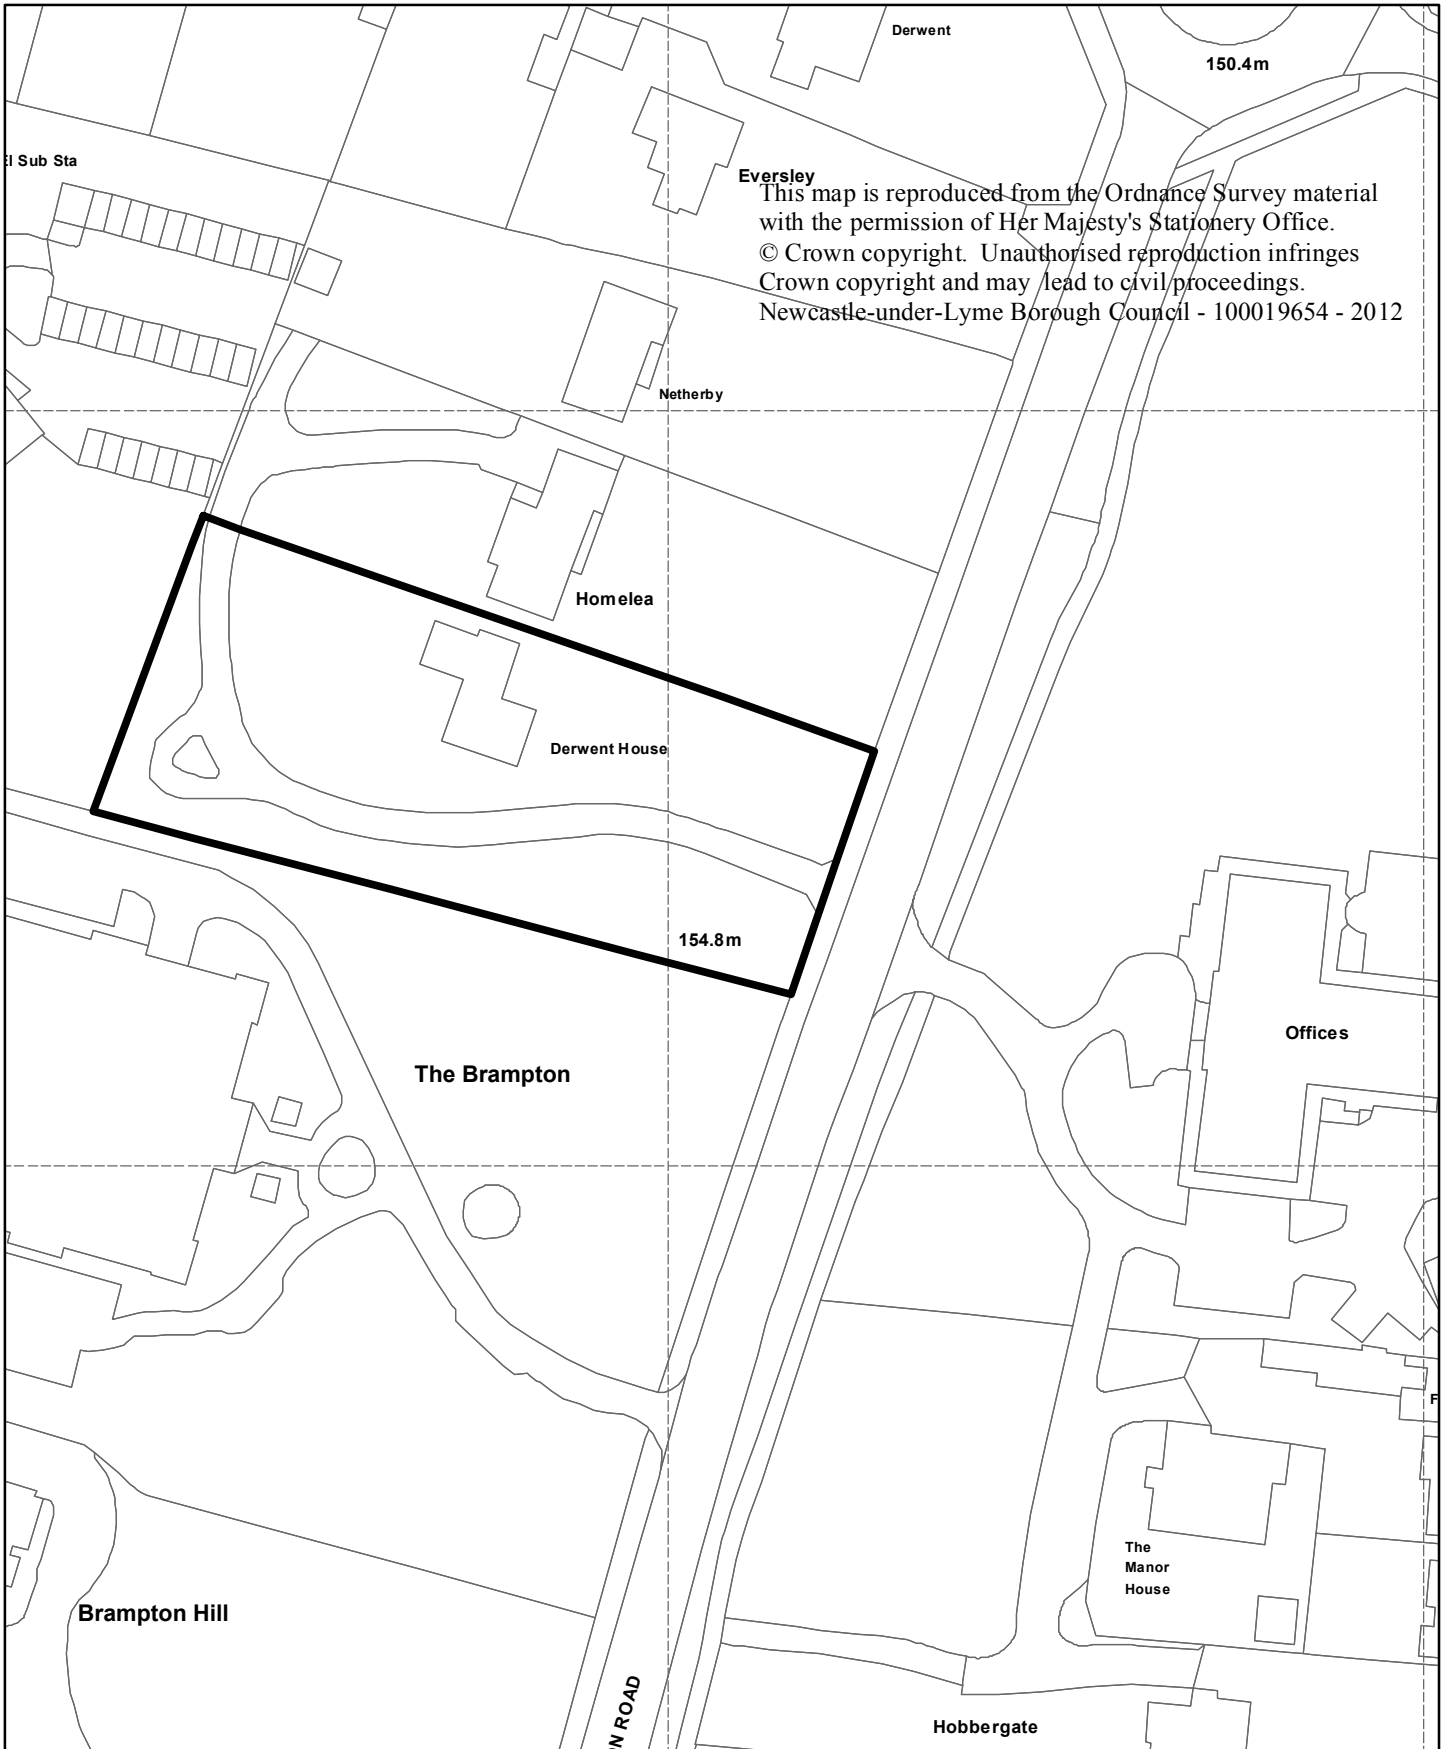 Derwent
150.4m
El Sub Sta
Eversley
This map is reproduced from the Ordnance Survey material
with the permission of Her Majesty's Stationery Office.
© Crown copyright. Unauthorised reproduction infringes
Crown copyright and may lead to civil proceedings.
Newcastle-under-Lyme Borough Council - 100019654 - 2012
Netherby
Homelea
Derwent House
154.8m
Offices
The Brampton
F
The
Manor
House
Brampton Hill
N ROAD
Hobbergate